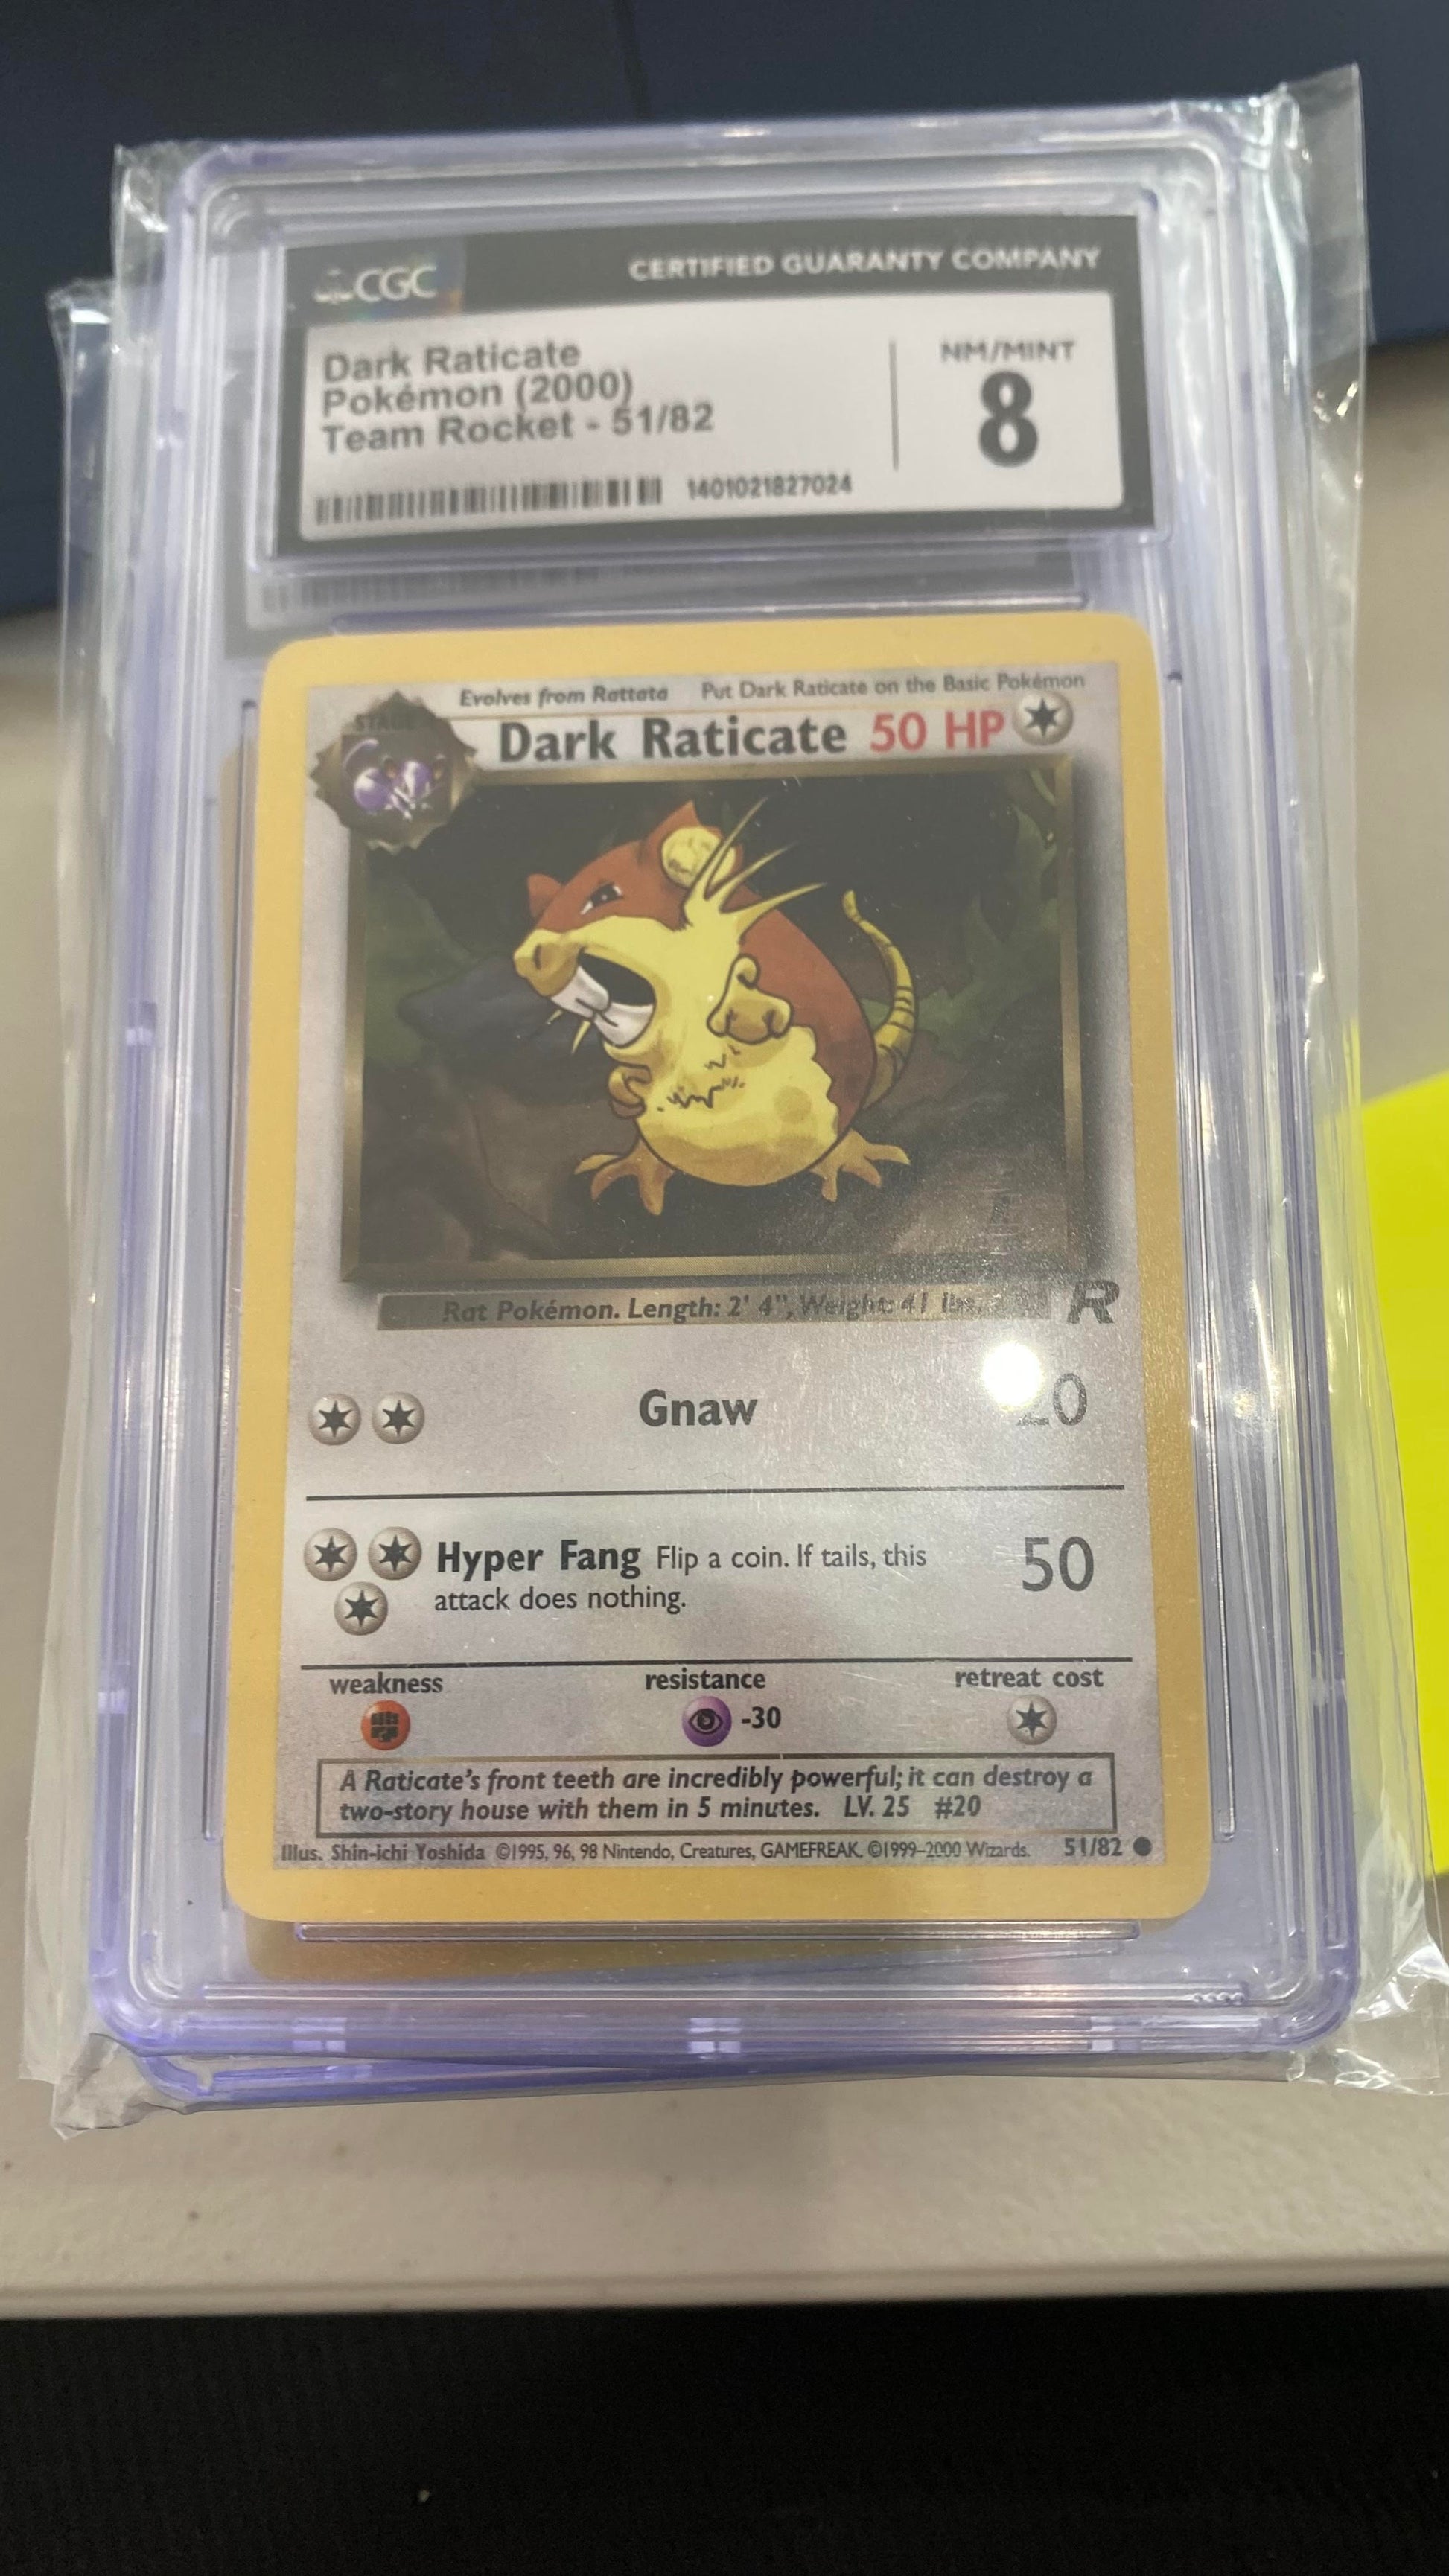 CGC
CERTIFIED GUARANTY COMPANY
Dark Raticate
Pokémon (2000)
Team Rocket - 51/82
1401021827024
NM/MINT
8
Evolves from Rattata Put Dark Raticate on the Basic Pokémon
STAGE
Dark Raticate 50 HP
Rat Pokémon. Length: 2' 4", Weight: 41 lbs.
R
Gnaw 20
Hyper Fang Flip a coin. If tails, this 50
attack does nothing.
weakness resistance retreat cost
-30
A Raticate's front teeth are incredibly powerful; it can destroy a
two-story house with them in 5 minutes. LV. 25 #20
Illus. Shin-ichi Yoshida ©1995, 96, 98 Nintendo, Creatures, GAMEFREAK. ©1999-2000 Wizards. 51/82